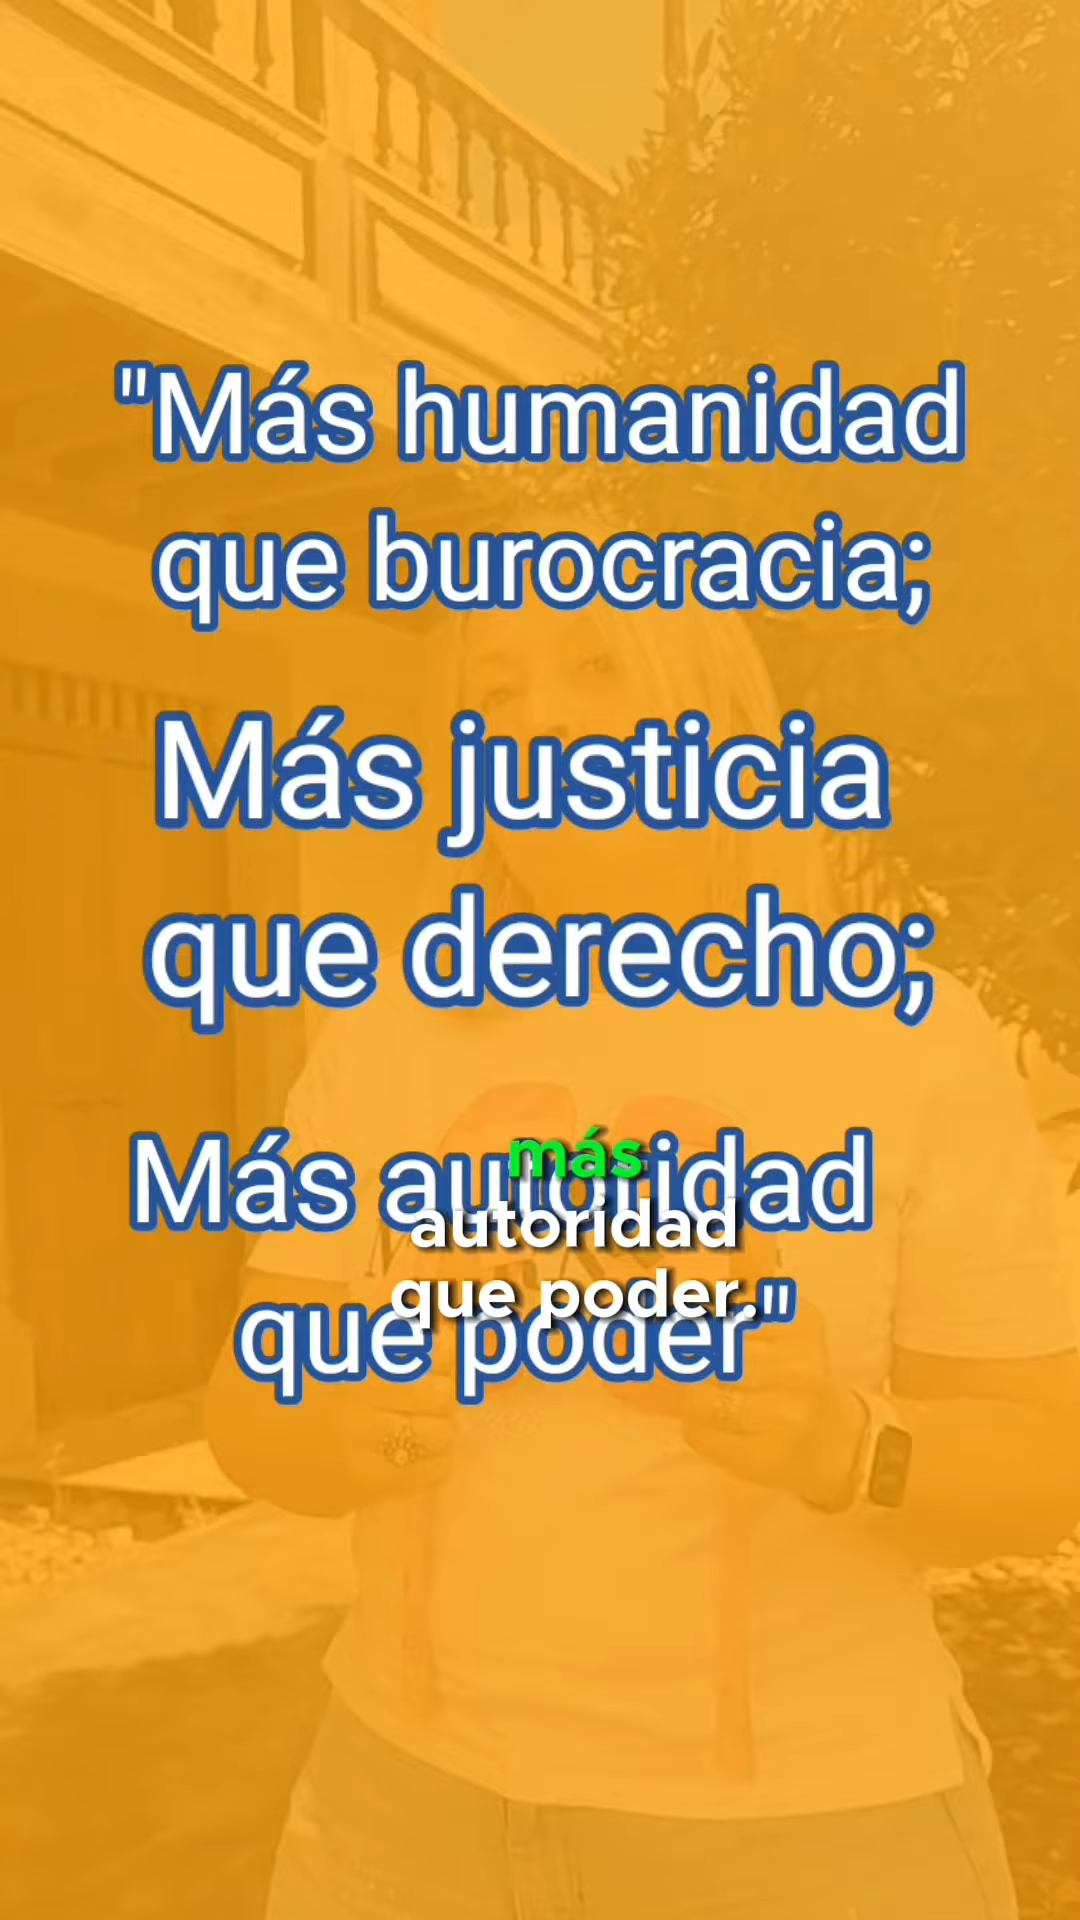 "Más humanidad
que burocracia;
Más justicia
que derecho;
Más autoridad
que poder"
más
autoridad
que poder.